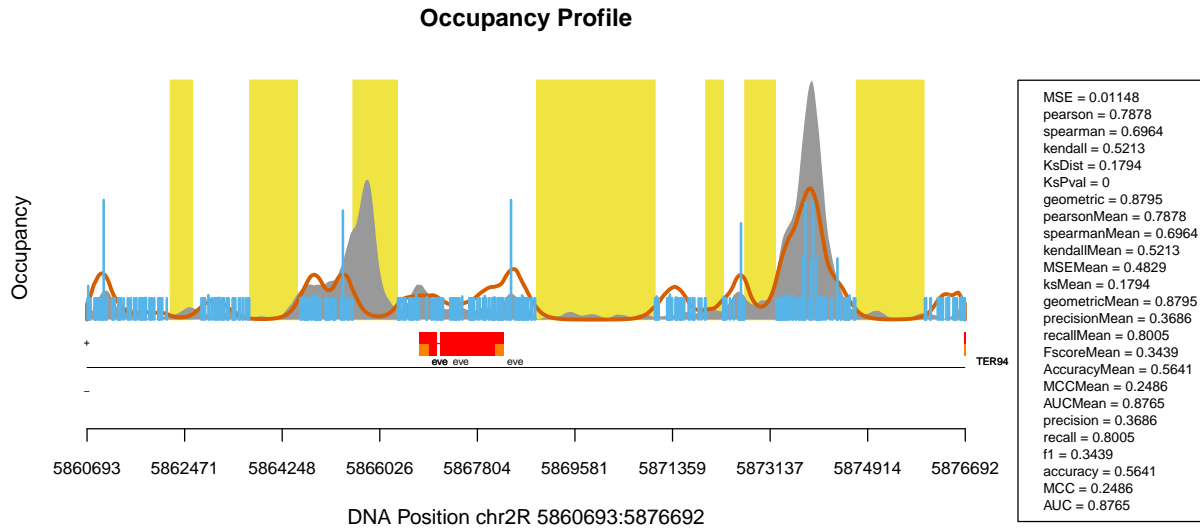 Occupancy Profile
Occupancy
+
eve eve eve
TER94
–
5860693 5862471 5864248 5866026 5867804 5869581 5871359 5873137 5874914 5876692
DNA Position chr2R 5860693:5876692
MSE = 0.01148
pearson = 0.7878
spearman = 0.6964
kendall = 0.5213
KsDist = 0.1794
KsPval = 0
geometric = 0.8795
pearsonMean = 0.7878
spearmanMean = 0.6964
kendallMean = 0.5213
MSEMean = 0.4829
ksMean = 0.1794
geometricMean = 0.8795
precisionMean = 0.3686
recallMean = 0.8005
FscoreMean = 0.3439
AccuracyMean = 0.5641
MCCMean = 0.2486
AUCMean = 0.8765
precision = 0.3686
recall = 0.8005
f1 = 0.3439
accuracy = 0.5641
MCC = 0.2486
AUC = 0.8765